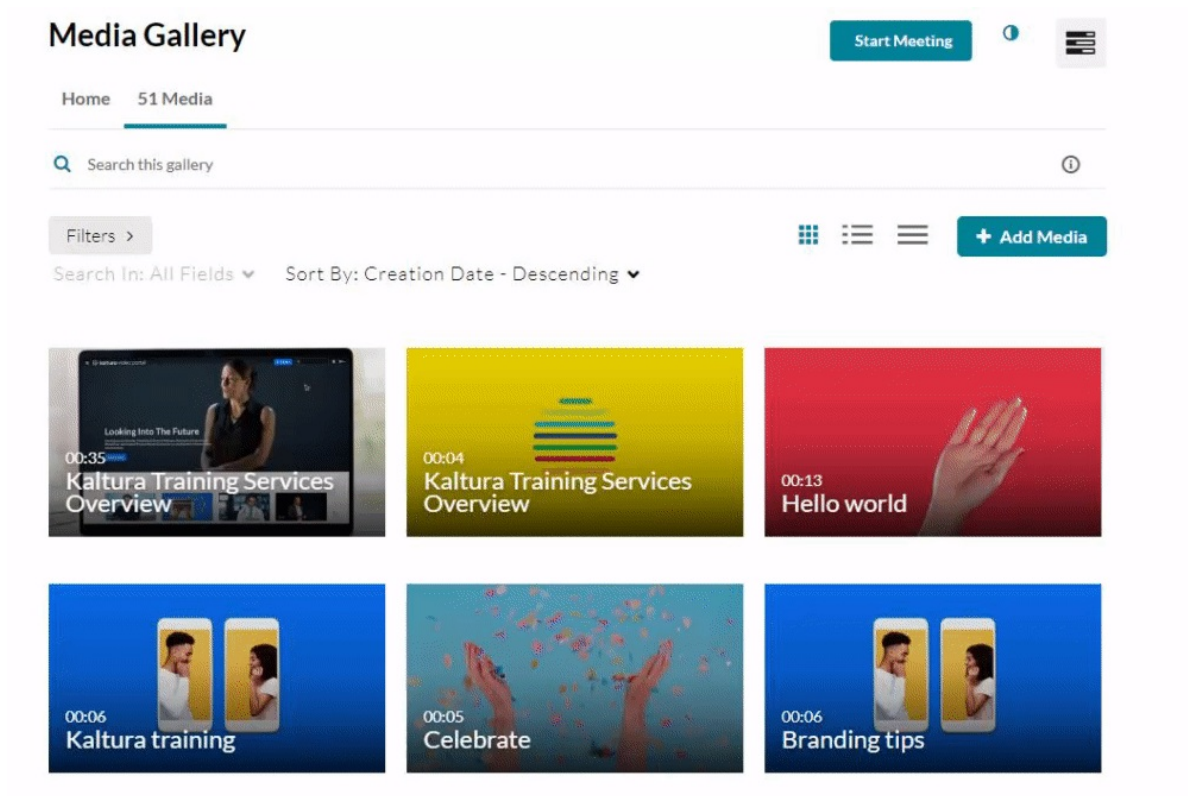 Media Gallery
Start Meeting
Home
51 Media
Search this gallery
Filters >
+ Add Media
Search In: All Fields
Sort By: Creation Date - Descending
Looking Into The Future
00:35
Kaltura Training Services
Overview
00:04
Kaltura Training Services
Overview
00:13
Hello world
00:06
Kaltura training
00:05
Celebrate
00:06
Branding tips